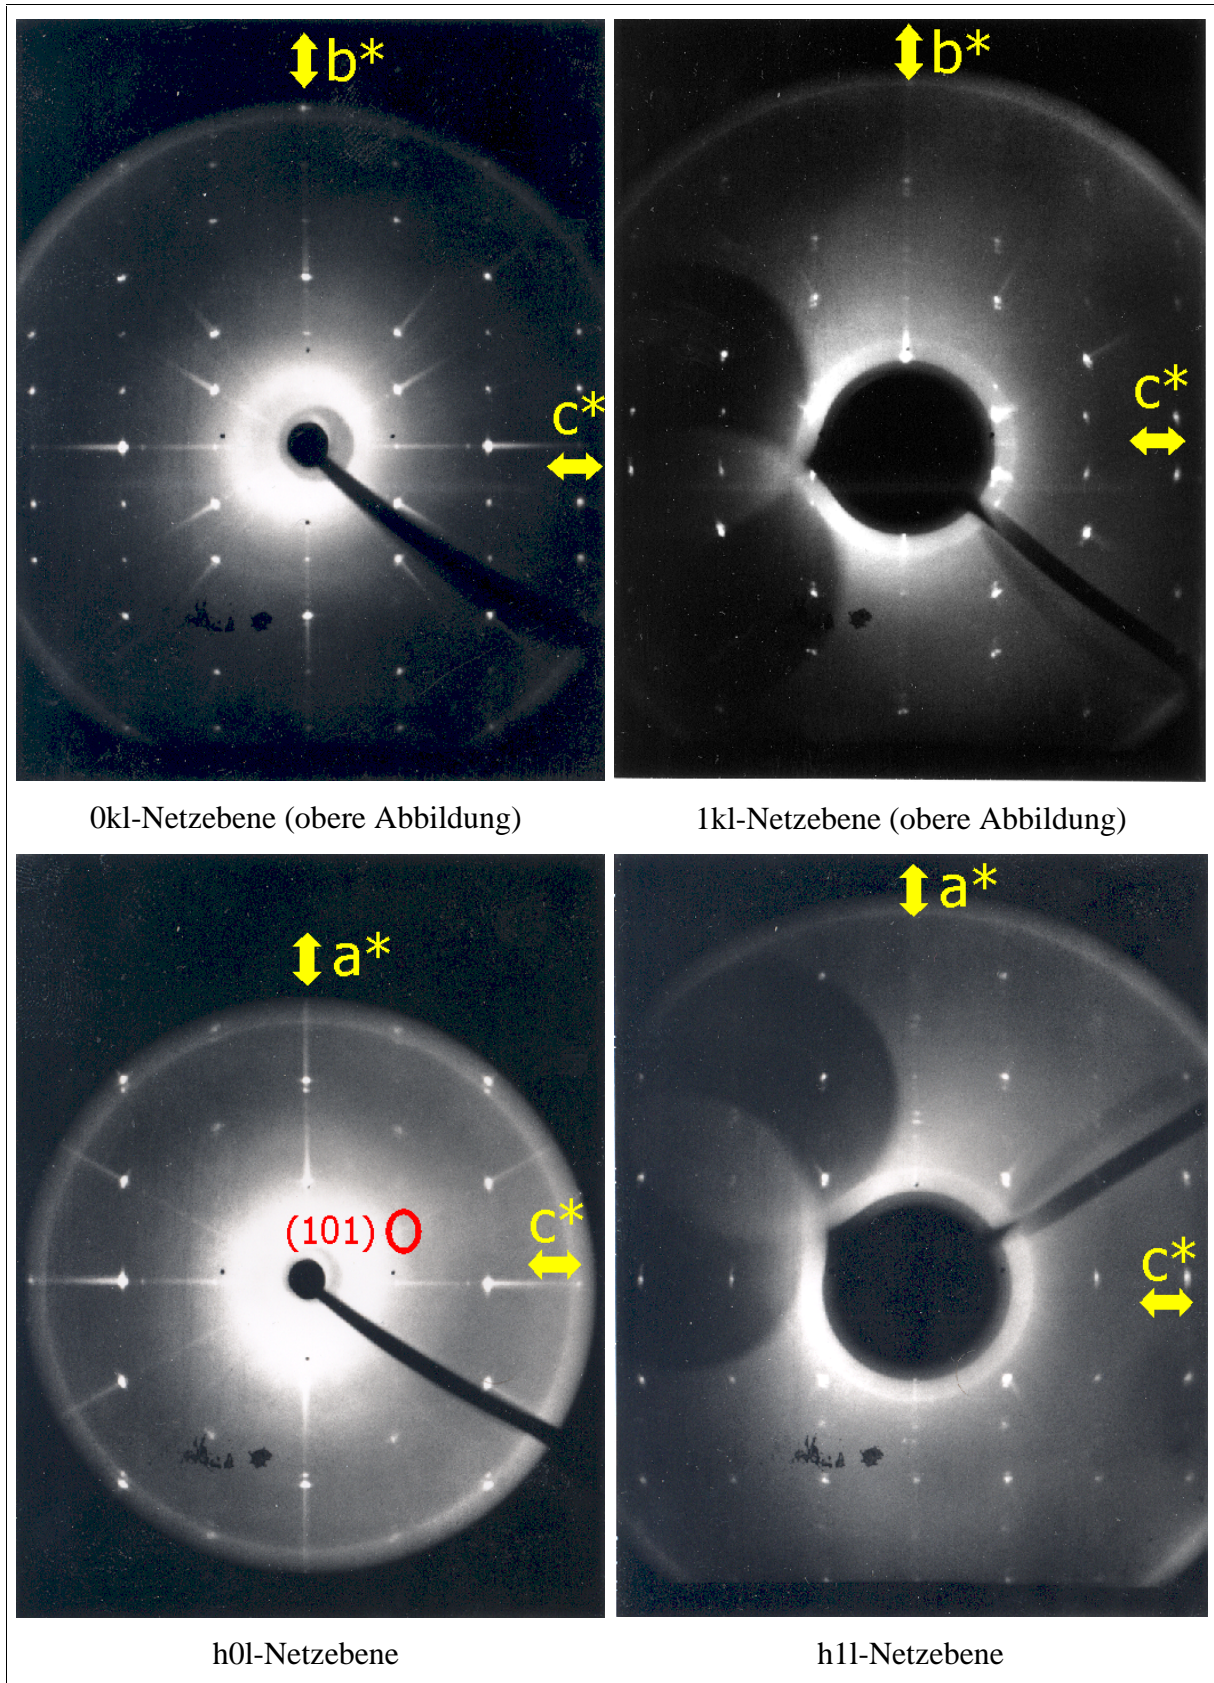 b*
b*
c*
c*
0kl-Netzebene (obere Abbildung)
1kl-Netzebene (obere Abbildung)
a*
a*
(101)
c*
c*
h0l-Netzebene
h1l-Netzebene